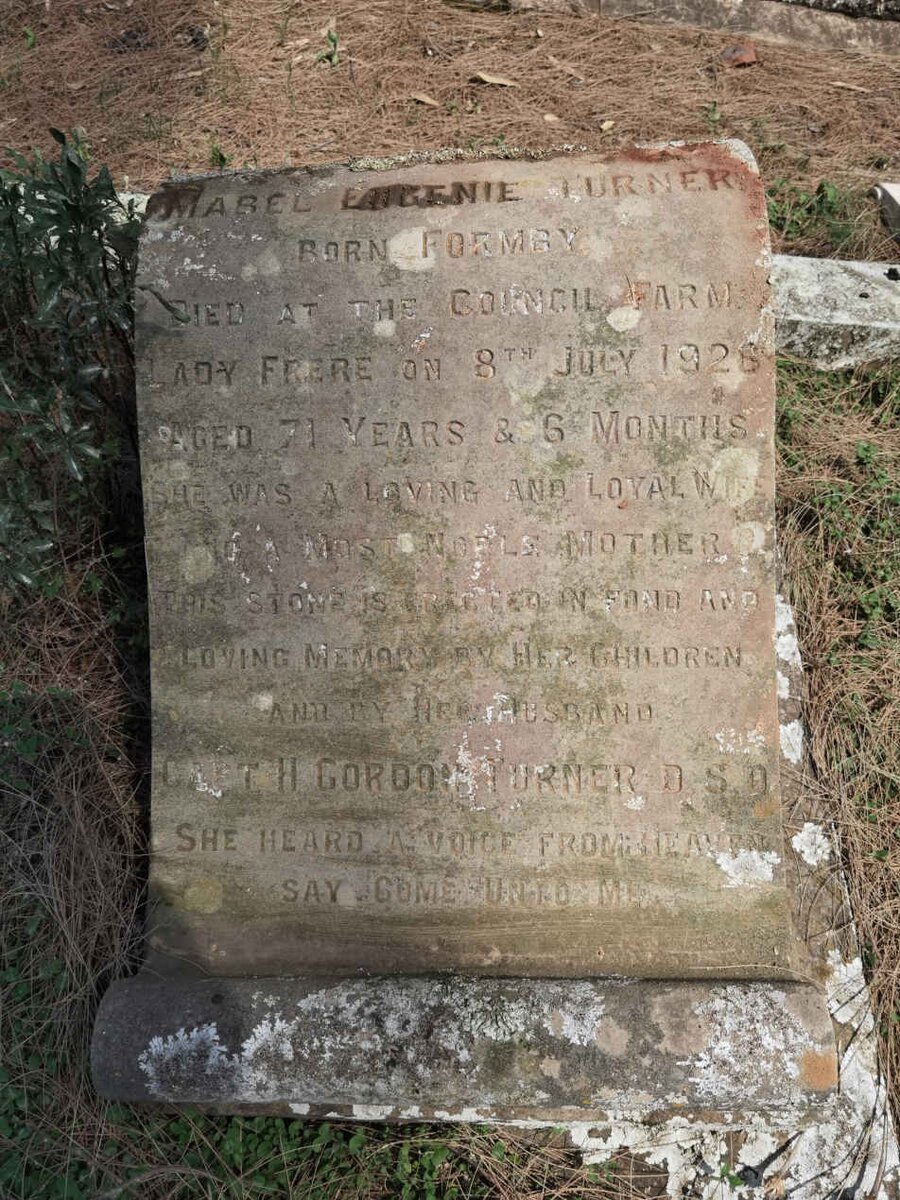 MABEL EUGENIE TURNER
BORN FORMBY
DIED AT THE COUNCIL FARM
LADY FRERE ON 8TH JULY 1926
AGED 71 YEARS & 6 MONTHS
SHE WAS A LOVING AND LOYAL WIFE
AND A MOST NOBLE MOTHER
THIS STONE IS ERECTED IN FOND AND
LOVING MEMORY BY HER CHILDREN
AND BY HER HUSBAND
CAPT H GORDON TURNER D.S.O
SHE HEARD A VOICE FROM HEAVEN
SAY COME UNTO ME